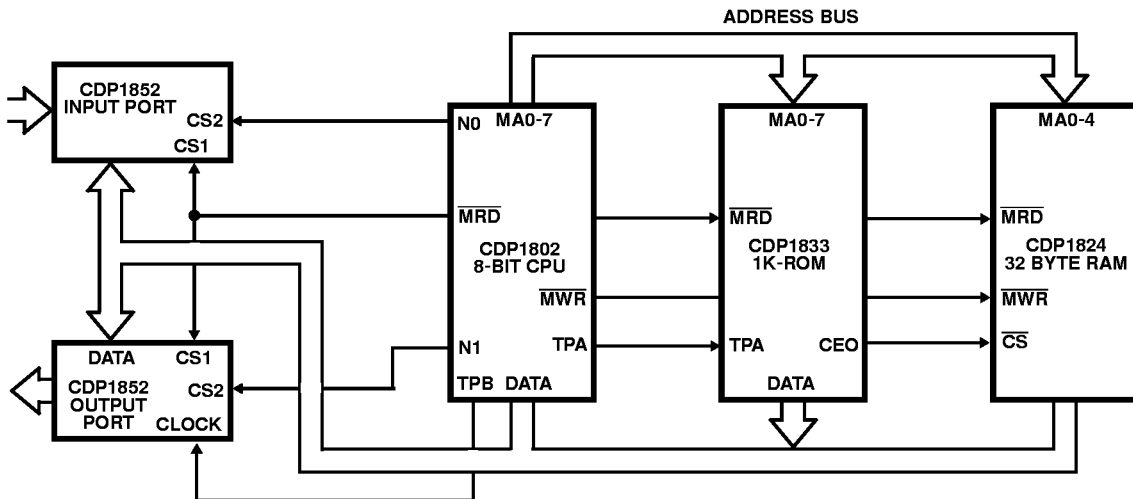 ADDRESS BUS
CDP1852
INPUT PORT
CS2
CS1
N0
MA0-7
MRD
CDP1802
8-BIT CPU
MWR
N1
TPA
TPB
DATA
MA0-7
MRD
CDP1833
1K-ROM
TPA
CEO
DATA
MA0-4
MRD
CDP1824
32 BYTE RAM
MWR
CS
DATA
CS1
CDP1852
OUTPUT
PORT
CS2
CLOCK